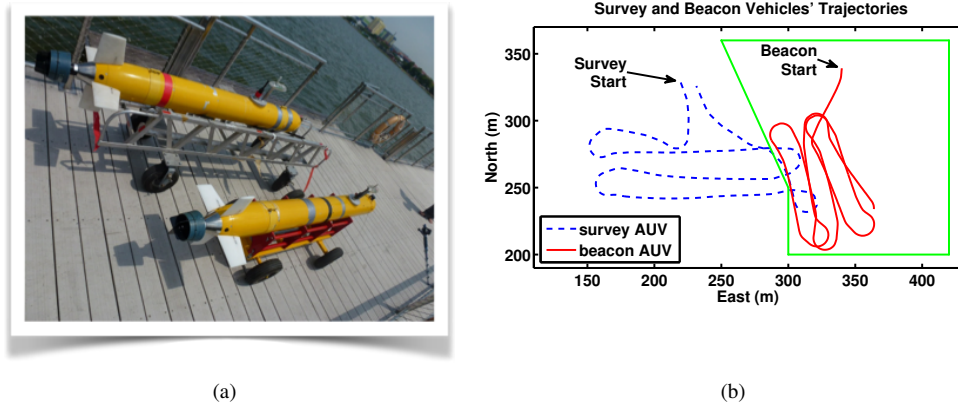 Survey and Beacon Vehicles' Trajectories
350
300
250
200
North (m)
Survey
Start
Beacon
Start
survey AUV
beacon AUV
150
200
250
300
350
400
East (m)
(a)
(b)